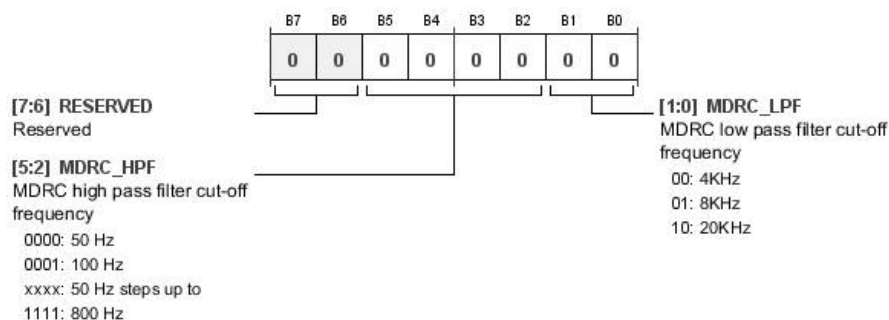 B7 B6 B5 B4 B3 B2 B1 B0
0 0 0 0 0 0 0 0
[7:6] RESERVED
Reserved
[5:2] MDRC_HPF
MDRC high pass filter cut-off
frequency
0000: 50 Hz
0001: 100 Hz
xxxx: 50 Hz steps up to
1111: 800 Hz
[1:0] MDRC_LPF
MDRC low pass filter cut-off
frequency
00: 4KHz
01: 8KHz
10: 20KHz